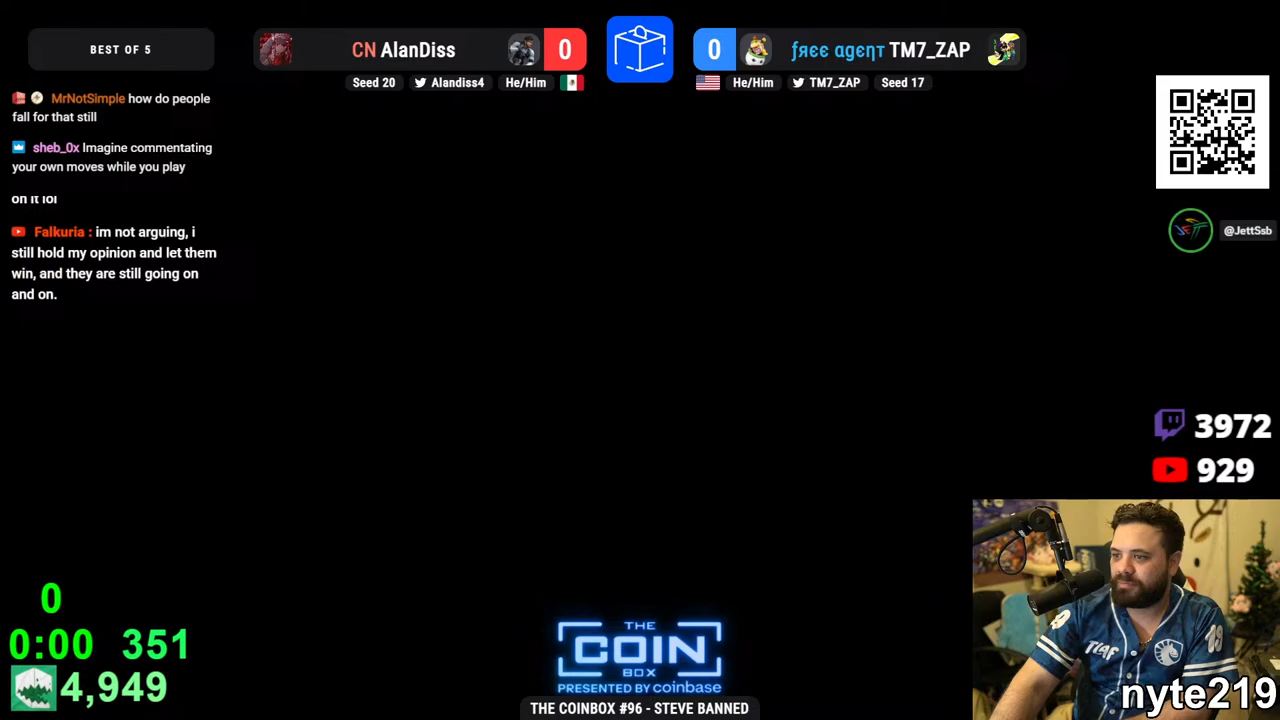 BEST OF 5
CN AlanDiss
0
0
ƒяєє αgєηт TM7_ZAP
Seed 20
Alandiss4
He/Him
He/Him
TM7_ZAP
Seed 17
MrNotSimple how do people
fall for that still
sheb_0x Imagine commentating
your own moves while you play
on it lol
Falkuria : im not arguing, i
still hold my opinion and let them
win, and they are still going on
and on.
@JettSsb
3972
929
0
0:00 351
4,949
THE
COIN
BOX
PRESENTED BY coinbase
THE COINBOX #96 - STEVE BANNED
19
nyte219